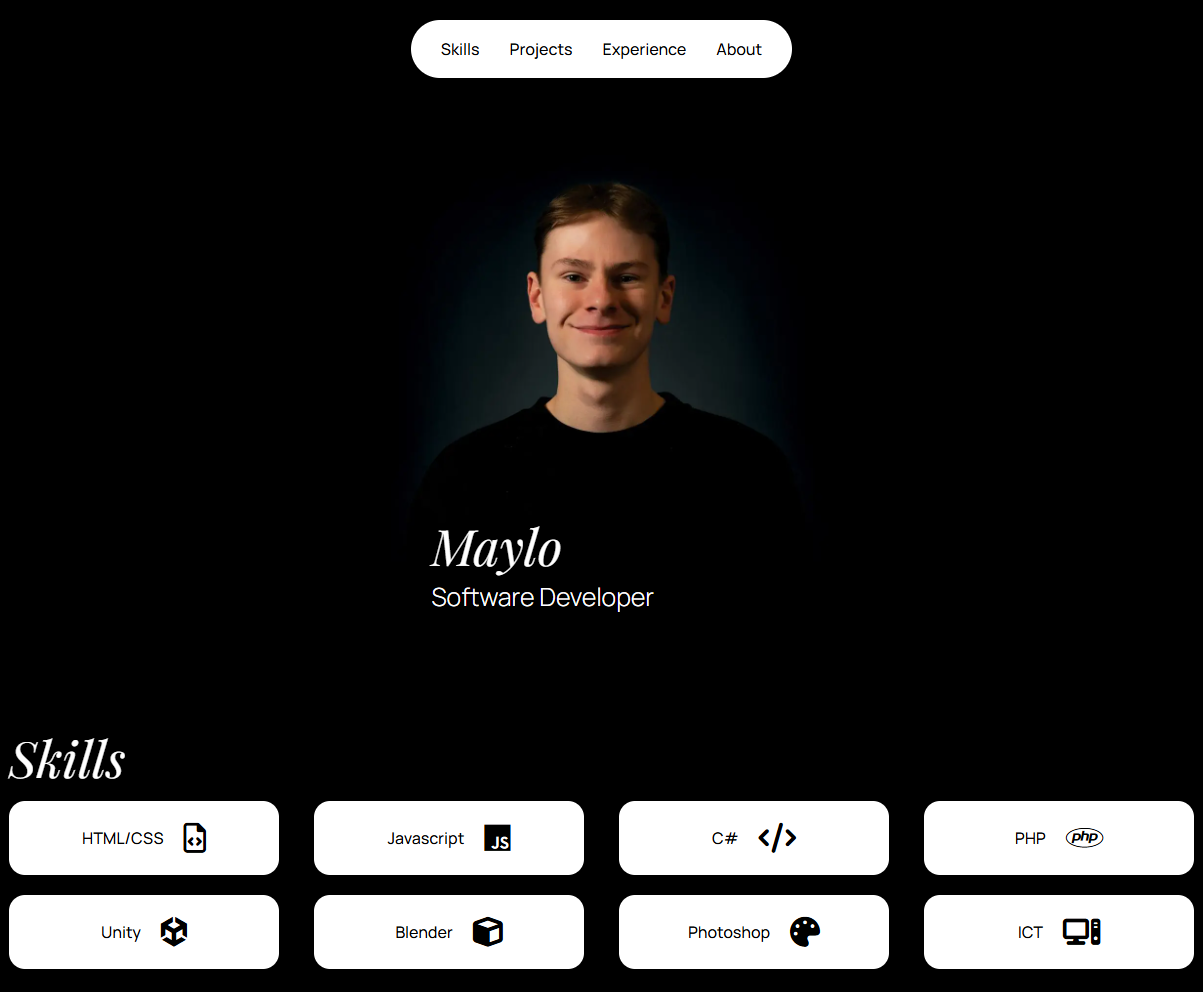 Skills Projects Experience About
Maylo
Software Developer
Skills
HTML/CSS
Javascript JS
C#
PHP php
Unity
Blender
Photoshop
ICT